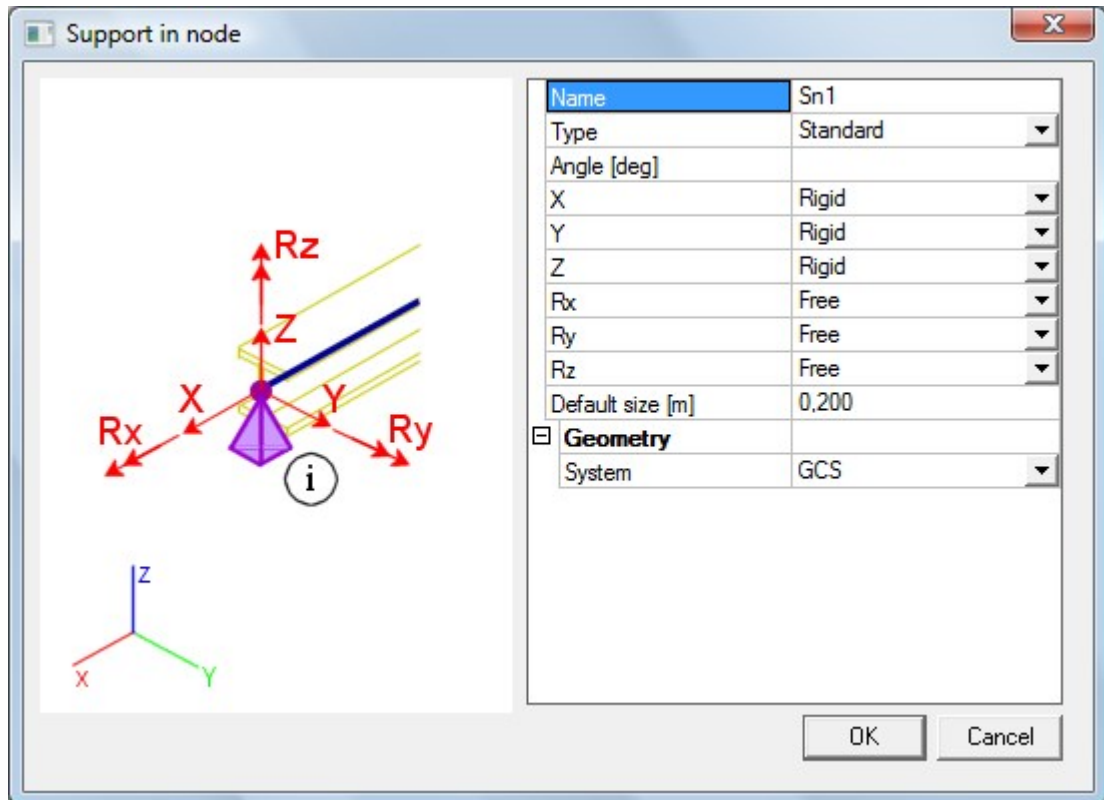 Support in node
Rz
Z
X
Y
Rx
Ry
i
Z
X
Y
Name Sn1
Type Standard
Angle [deg]
X Rigid
Y Rigid
Z Rigid
Rx Free
Ry Free
Rz Free
Default size [m] 0,200
Geometry
System GCS
OK Cancel